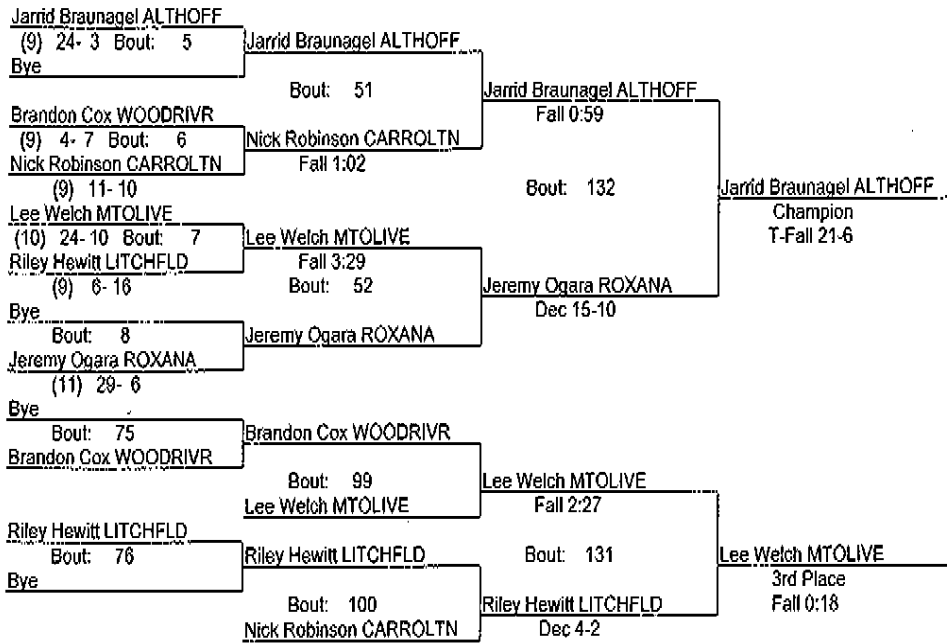 Jarrid Braunagel ALTHOFF
(9) 24- 3 Bout: 5
Bye
Jarrid Braunagel ALTHOFF
Bout: 51
Brandon Cox WOODRIVR
(9) 4- 7 Bout: 6
Nick Robinson CARROLTN
(9) 11- 10
Nick Robinson CARROLTN
Fall 1:02
Jarrid Braunagel ALTHOFF
Fall 0:59
Bout: 132
Jarrid Braunagel ALTHOFF
Champion
T-Fall 21-6
Lee Welch MTOLIVE
(10) 24- 10 Bout: 7
Riley Hewitt LITCHFLD
(9) 6- 16
Lee Welch MTOLIVE
Fall 3:29
Bout: 52
Bye
Bout: 8
Jeremy Ogara ROXANA
(11) 29- 6
Jeremy Ogara ROXANA
Jeremy Ogara ROXANA
Dec 15-10
Bye
Bout: 75
Brandon Cox WOODRIVR
Brandon Cox WOODRIVR
Bout: 99
Lee Welch MTOLIVE
Lee Welch MTOLIVE
Fall 2:27
Bout: 131
Lee Welch MTOLIVE
3rd Place
Fall 0:18
Riley Hewitt LITCHFLD
Bout: 76
Bye
Riley Hewitt LITCHFLD
Bout: 100
Nick Robinson CARROLTN
Riley Hewitt LITCHFLD
Dec 4-2